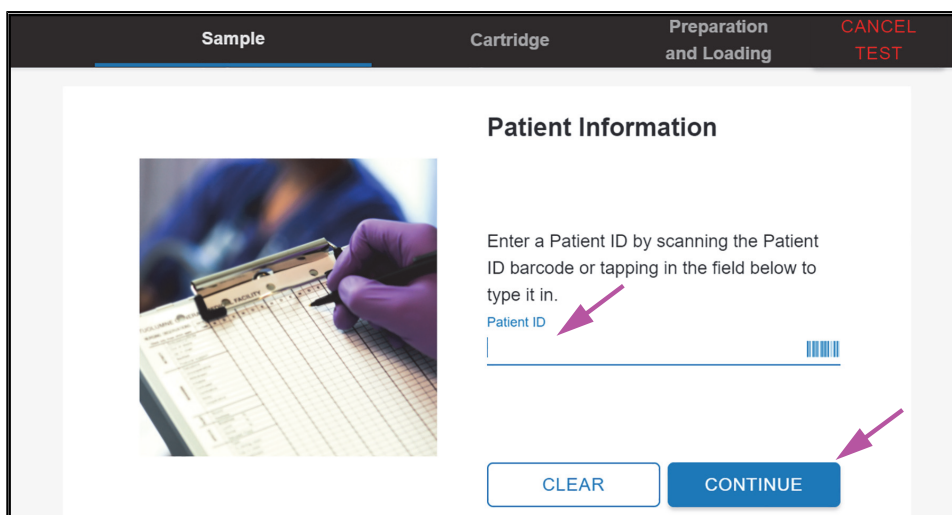 Sample
Cartridge
Preparation
and Loading
CANCEL
TEST
Patient Information
Enter a Patient ID by scanning the Patient
ID barcode or tapping in the field below to
type it in.
Patient ID
FACILITY
CLEAR
CONTINUE